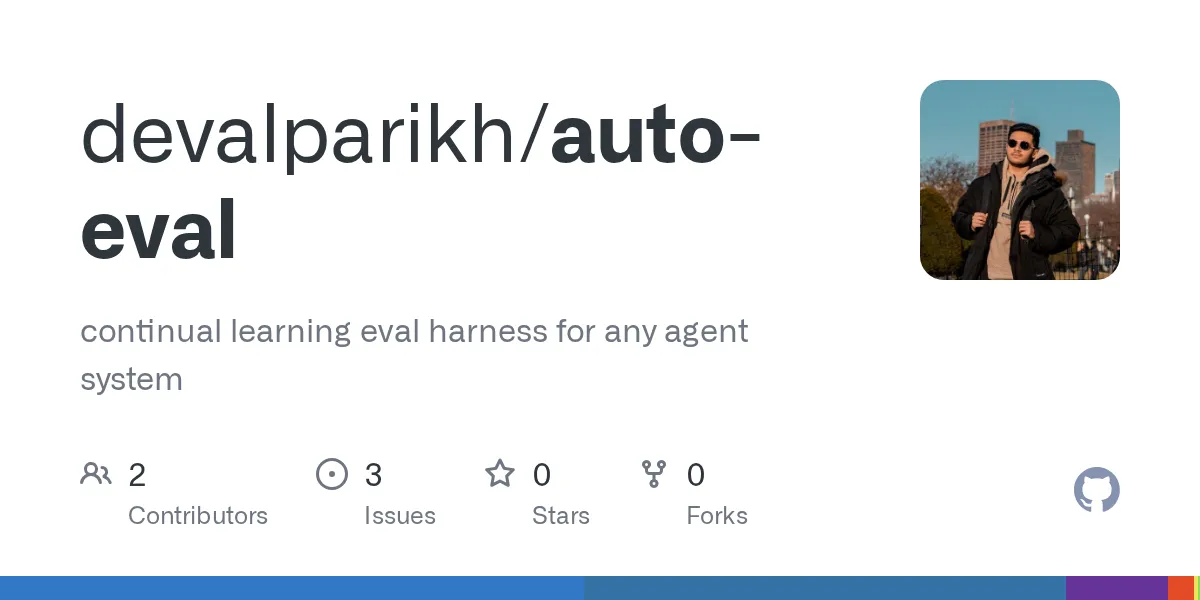 devalparikh/auto-
eval
continual learning eval harness for any agent
system
2 3 0 0
Contributors Issues Stars Forks